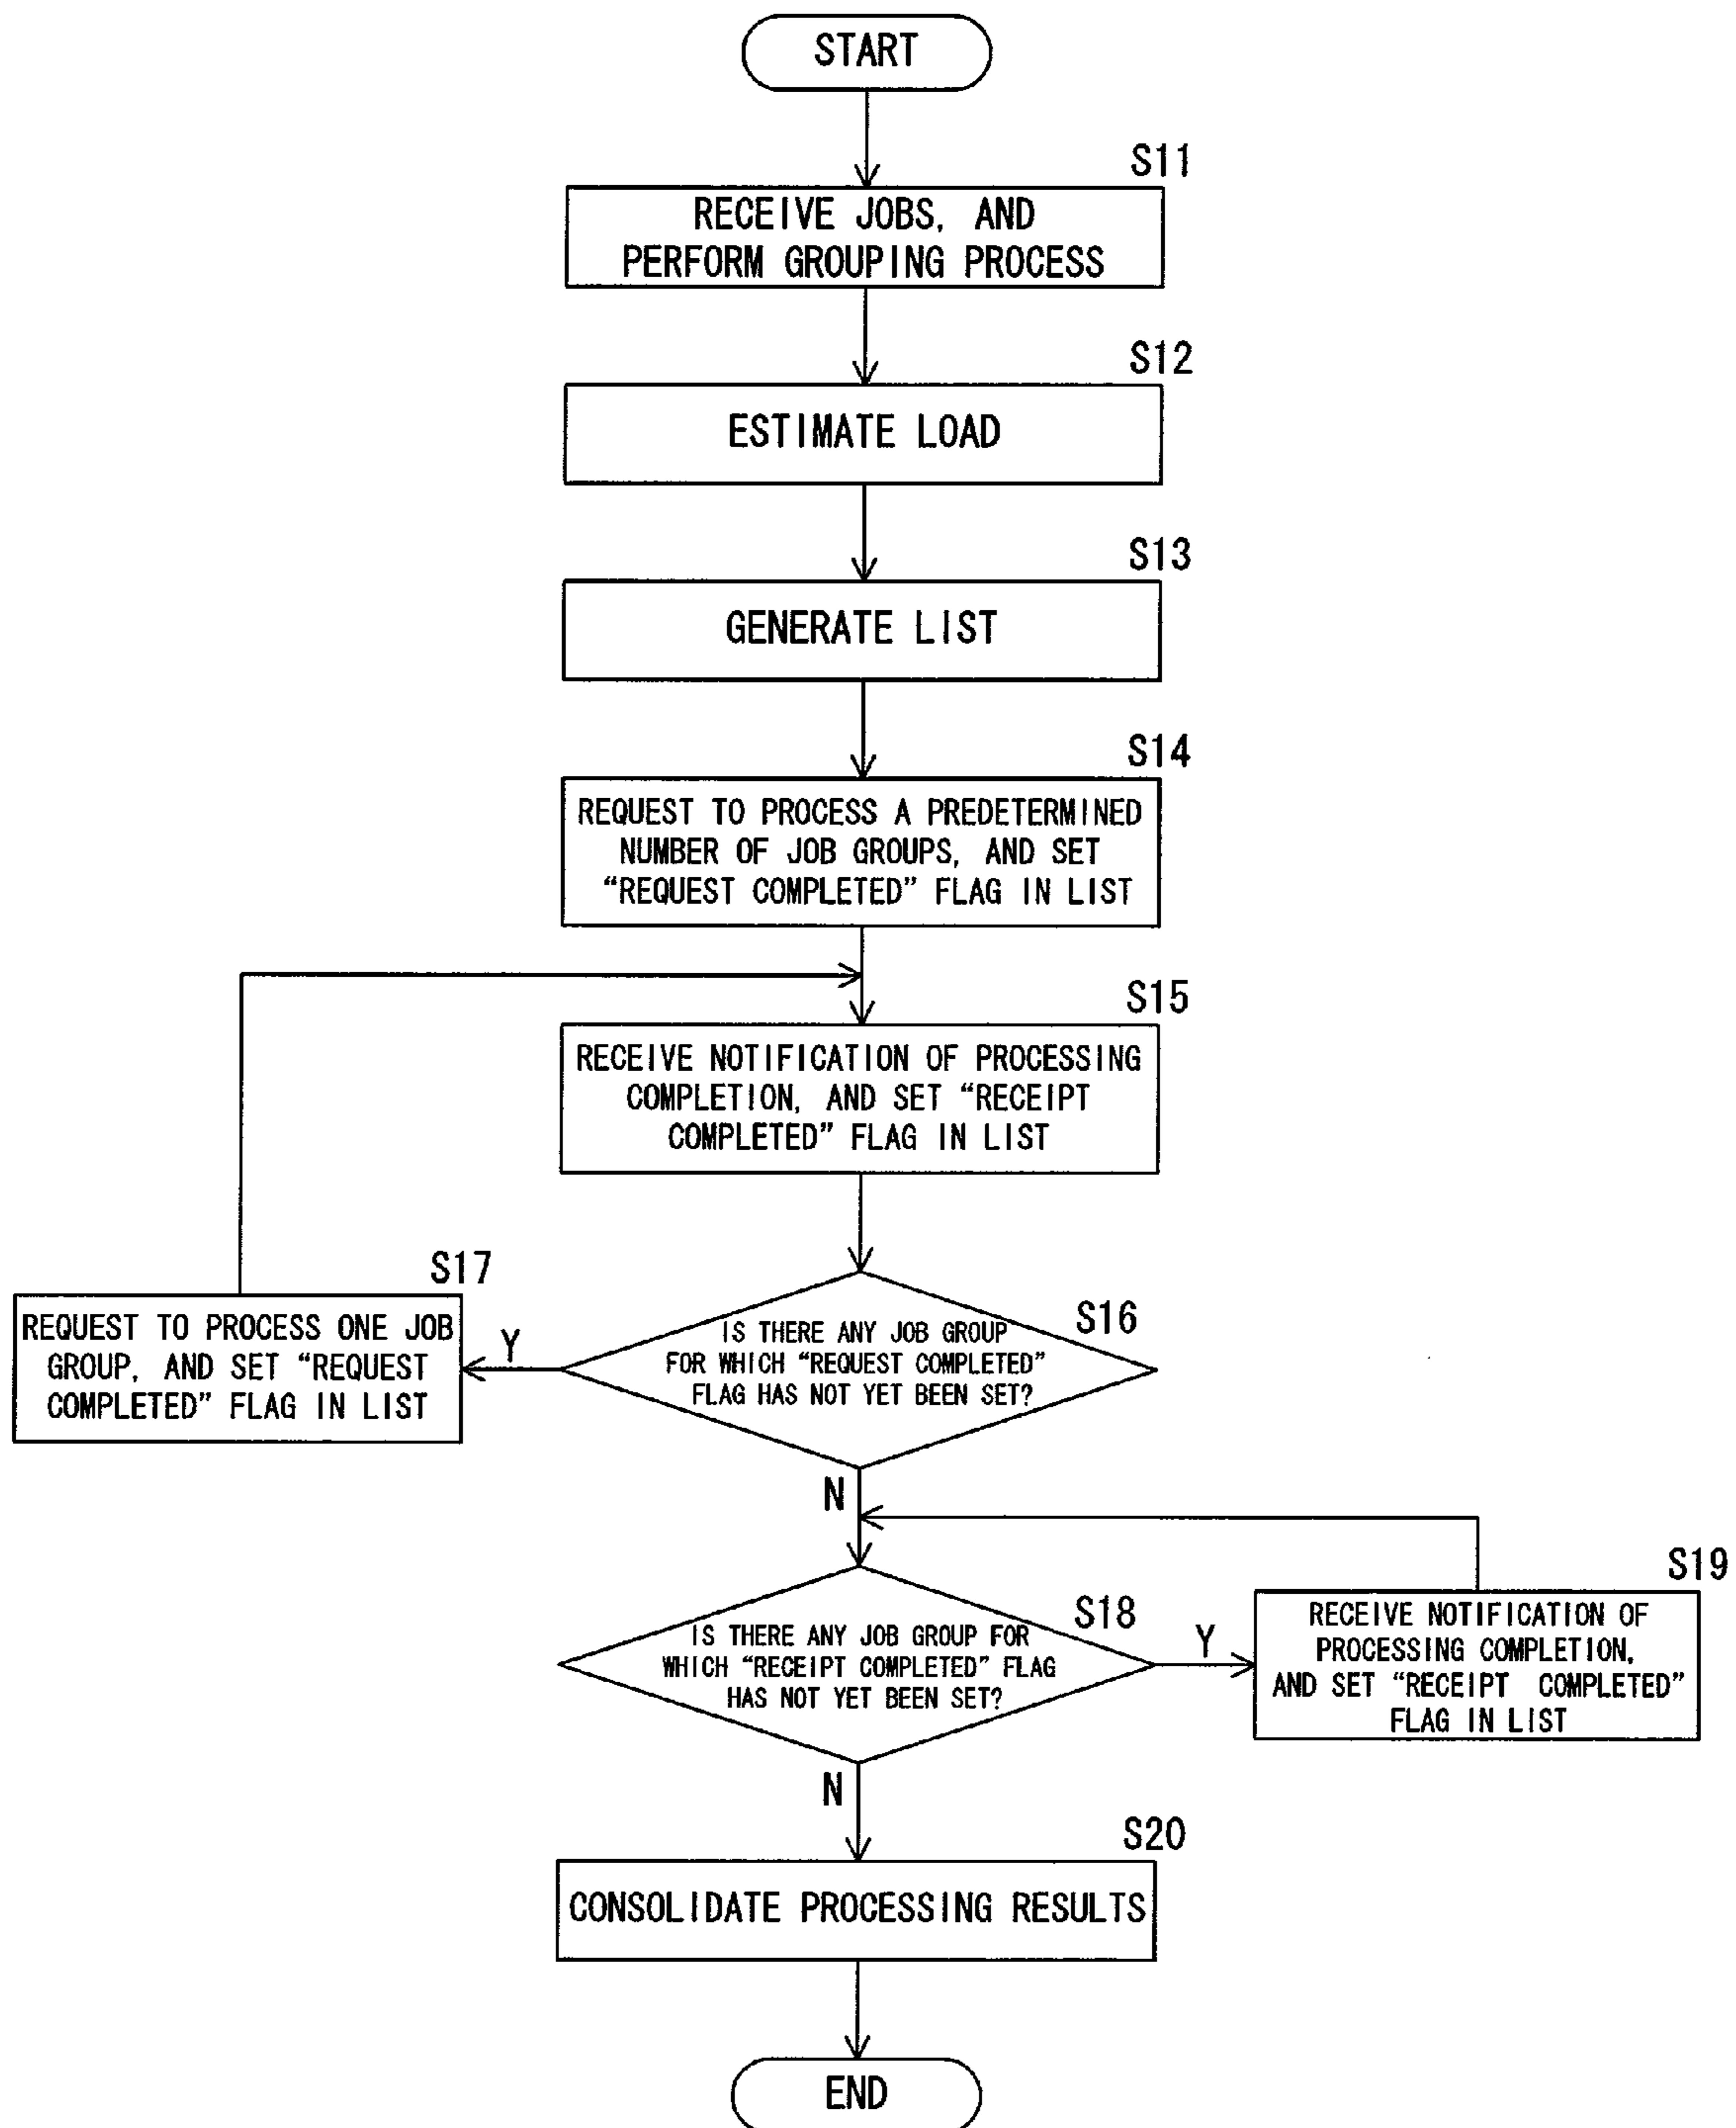 START
S11
RECEIVE JOBS, AND
PERFORM GROUPING PROCESS
S12
ESTIMATE LOAD
S13
GENERATE LIST
S14
REQUEST TO PROCESS A PREDETERMINED
NUMBER OF JOB GROUPS, AND SET
“REQUEST COMPLETED” FLAG IN LIST
S15
RECEIVE NOTIFICATION OF PROCESSING
COMPLETION, AND SET “RECEIPT
COMPLETED” FLAG IN LIST
S16
IS THERE ANY JOB GROUP
FOR WHICH “REQUEST COMPLETED”
FLAG HAS NOT YET BEEN SET?
Y
S17
REQUEST TO PROCESS ONE JOB
GROUP, AND SET “REQUEST
COMPLETED” FLAG IN LIST
N
S18
IS THERE ANY JOB GROUP FOR
WHICH “RECEIPT COMPLETED” FLAG
HAS NOT YET BEEN SET?
Y
S19
RECEIVE NOTIFICATION OF
PROCESSING COMPLETION,
AND SET “RECEIPT COMPLETED”
FLAG IN LIST
N
S20
CONSOLIDATE PROCESSING RESULTS
END